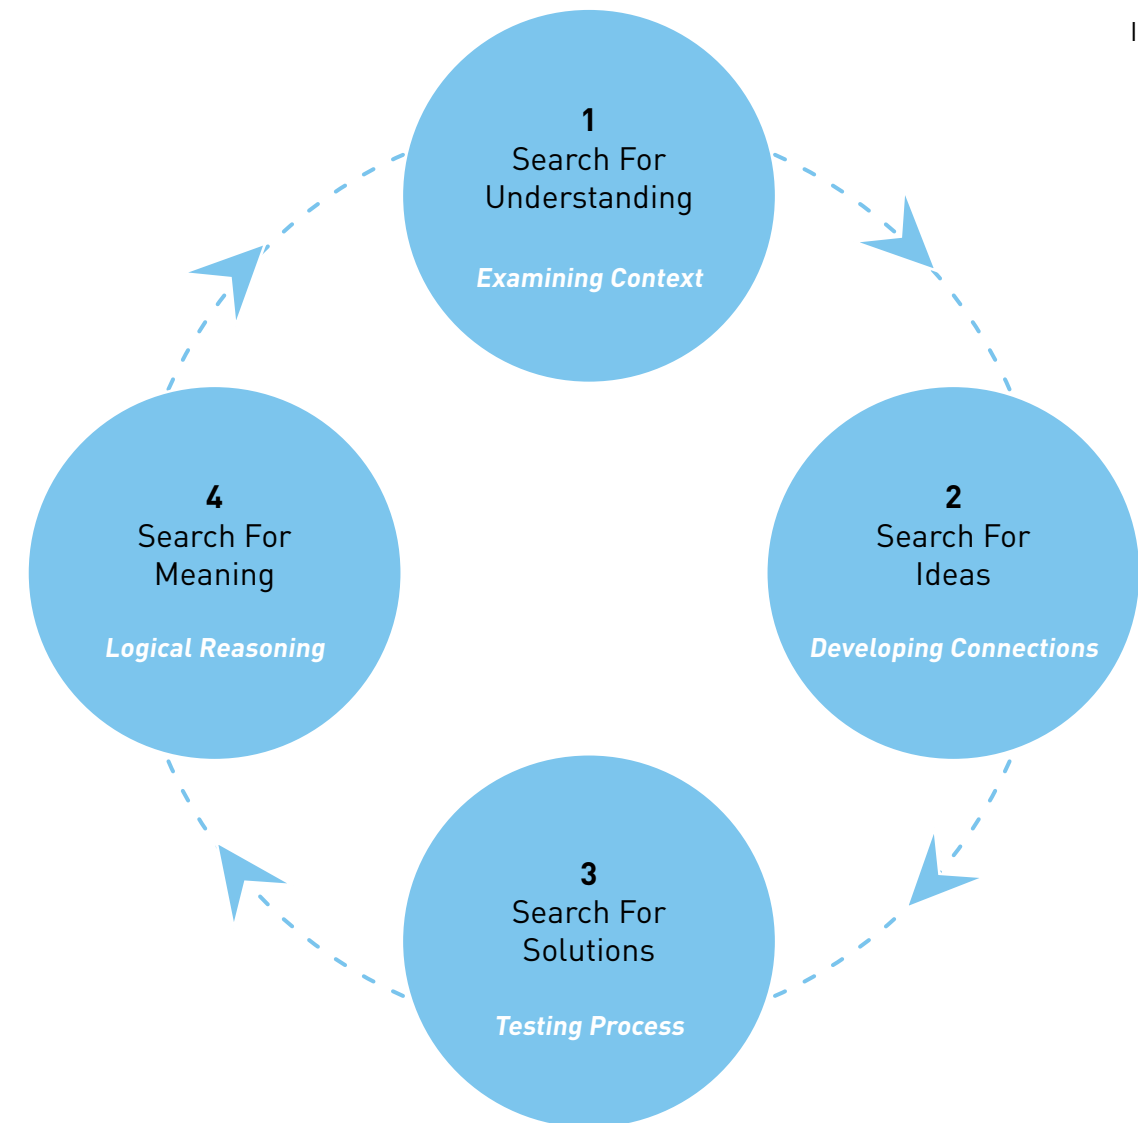 1
Search For
Understanding
Examining Context
2
Search For
Ideas
Developing Connections
3
Search For
Solutions
Testing Process
4
Search For
Meaning
Logical Reasoning